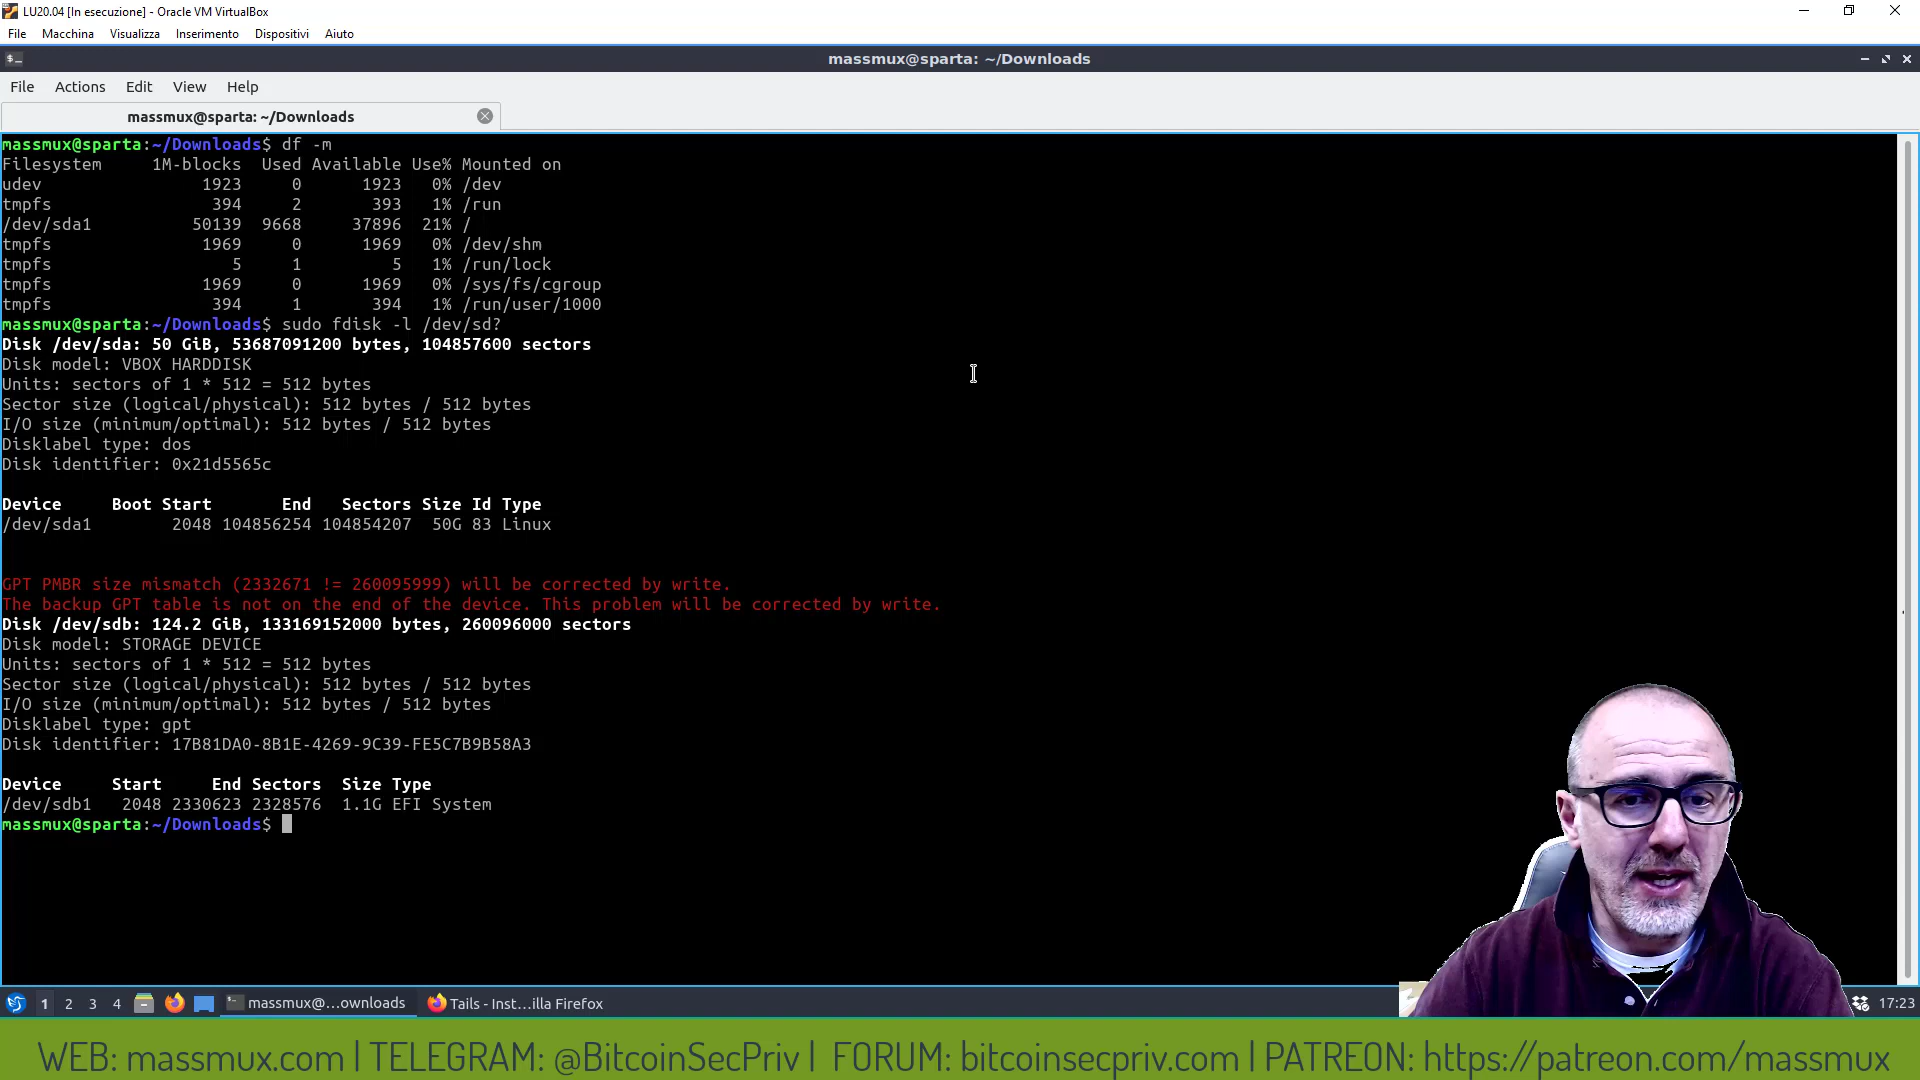 LU20.04 [In esecuzione] - Oracle VM VirtualBox
File Macchina Visualizza Inserimento Dispositivi Aiuto
massmux@sparta: ~/Downloads
File Actions Edit View Help
massmux@sparta: ~/Downloads
massmux@sparta:~/Downloads$ df -m
Filesystem 1M-blocks Used Available Use% Mounted on
udev 1923 0 1923 0% /dev
tmpfs 394 2 393 1% /run
/dev/sda1 50139 9668 37896 21% /
tmpfs 1969 0 1969 0% /dev/shm
tmpfs 5 1 5 1% /run/lock
tmpfs 1969 0 1969 0% /sys/fs/cgroup
tmpfs 394 1 394 1% /run/user/1000
massmux@sparta:~/Downloads$ sudo fdisk -l /dev/sd?
Disk /dev/sda: 50 GiB, 53687091200 bytes, 104857600 sectors
Disk model: VBOX HARDDISK
Units: sectors of 1 * 512 = 512 bytes
Sector size (logical/physical): 512 bytes / 512 bytes
I/O size (minimum/optimal): 512 bytes / 512 bytes
Disklabel type: dos
Disk identifier: 0x21d5565c
Device Boot Start End Sectors Size Id Type
/dev/sda1 2048 104856254 104854207 50G 83 Linux
GPT PMBR size mismatch (2332671 != 260095999) will be corrected by write.
The backup GPT table is not on the end of the device. This problem will be corrected by write.
Disk /dev/sdb: 124.2 GiB, 133169152000 bytes, 260096000 sectors
Disk model: STORAGE DEVICE
Units: sectors of 1 * 512 = 512 bytes
Sector size (logical/physical): 512 bytes / 512 bytes
I/O size (minimum/optimal): 512 bytes / 512 bytes
Disklabel type: gpt
Disk identifier: 17B81DA0-8B1E-4269-9C39-FE5C7B9B58A3
Device Start End Sectors Size Type
/dev/sdb1 2048 2330623 2328576 1.1G EFI System
massmux@sparta:~/Downloads$
1 2 3 4 massmux@...ownloads Tails - Inst...illa Firefox 17:23
WEB: massmux.com | TELEGRAM: @BitcoinSecPriv | FORUM: bitcoinsecpriv.com | PATREON: https://patreon.com/massmux